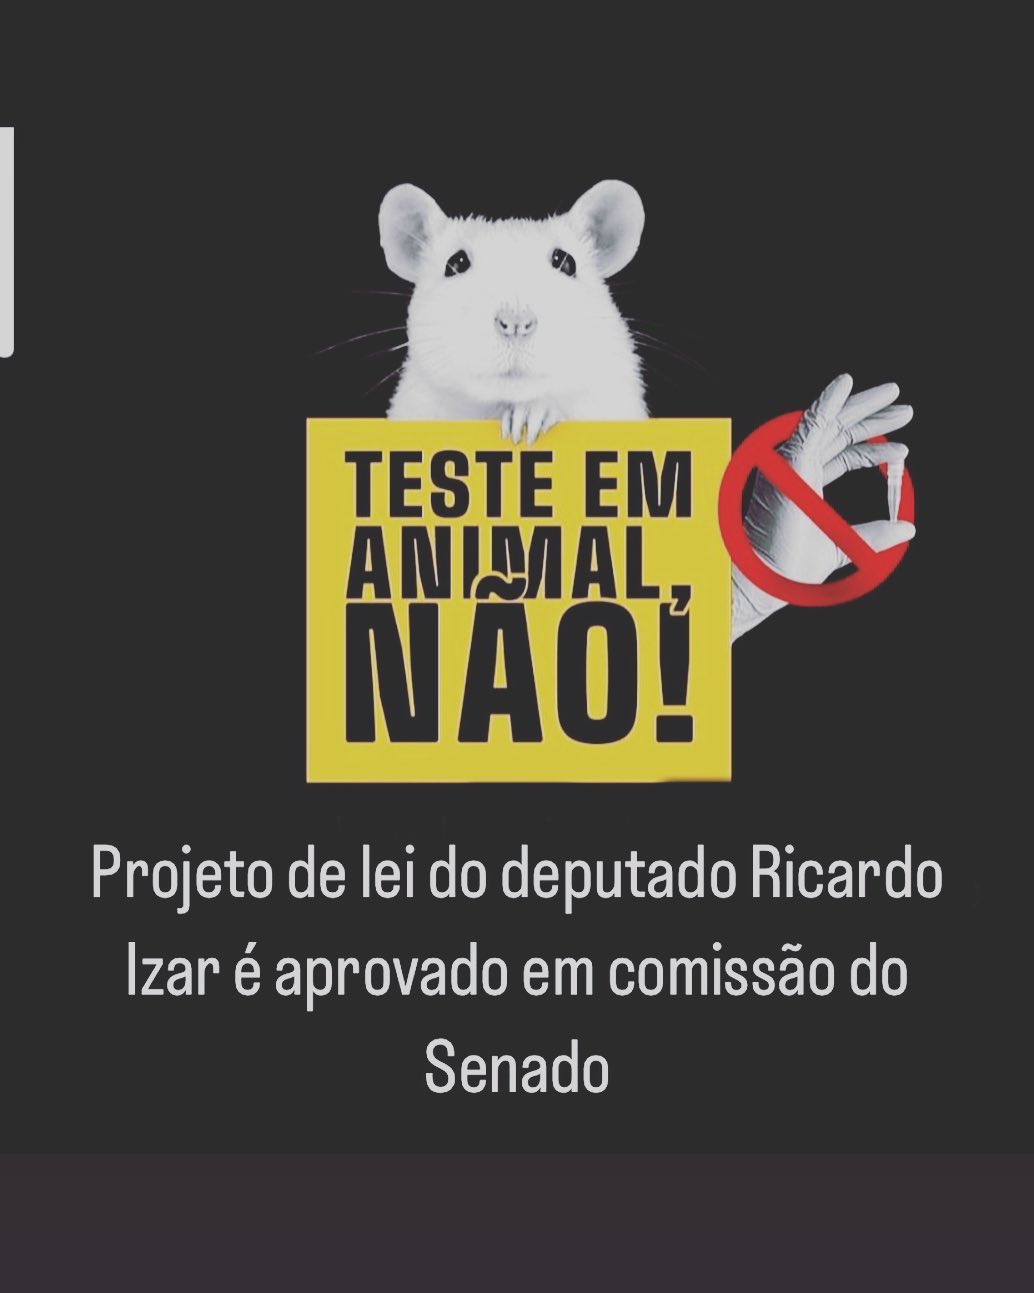 TESTE EM
ANIMAL,
NÃO!
Projeto de lei do deputado Ricardo
Izar é aprovado em comissão do
Senado